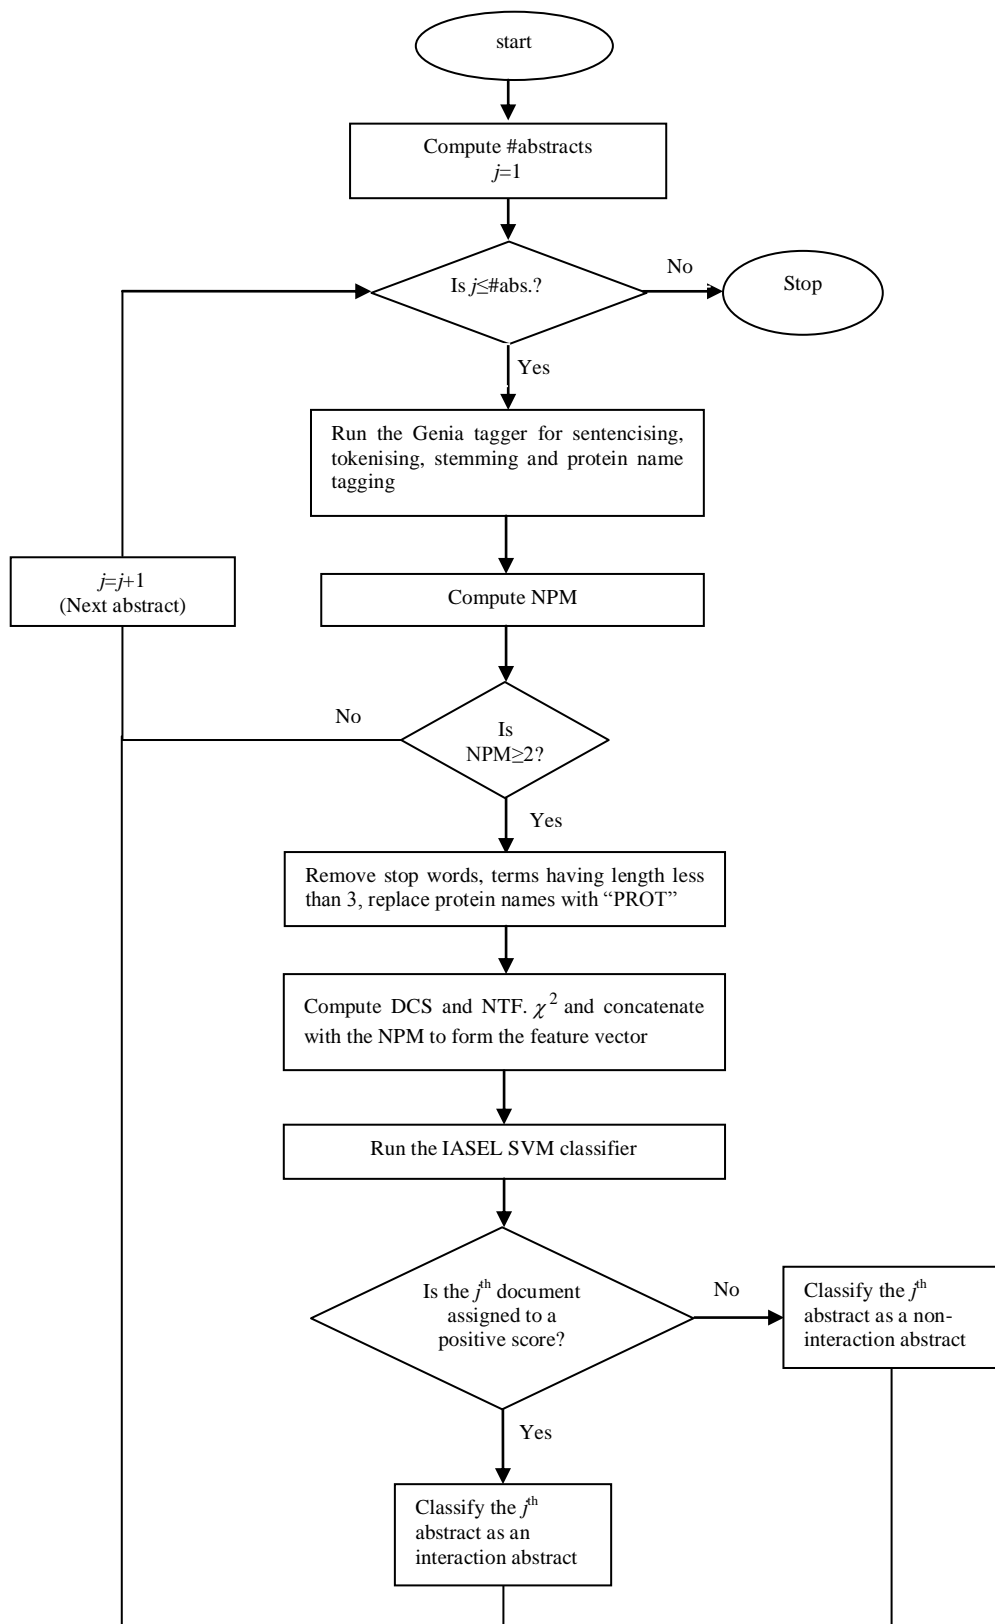 start
Compute #abstracts
j=1
Is j≤#abs.?
No
Stop
Yes
Run the Genia tagger for sentencising,
tokenising, stemming and protein name
tagging
j=j+1
(Next abstract)
Compute NPM
No
Is
NPM≥2?
Yes
Remove stop words, terms having length less
than 3, replace protein names with “PROT”
Compute DCS and NTF. χ² and concatenate
with the NPM to form the feature vector
Run the IASEL SVM classifier
Is the jᵗʰ document
assigned to a
positive score?
No
Classify the jᵗʰ
abstract as a non-
interaction abstract
Yes
Classify the jᵗʰ
abstract as an
interaction abstract